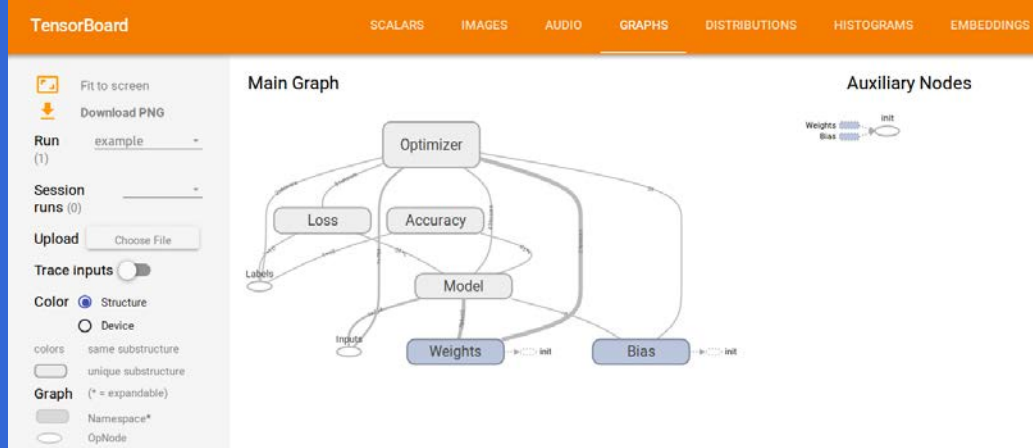 TensorBoard
SCALARS IMAGES AUDIO GRAPHS DISTRIBUTIONS HISTOGRAMS EMBEDDINGS
Fit to screen
Download PNG
Run example
(1)
Session
runs (0)
Upload Choose File
Trace inputs
Color Structure
Device
colors same substructure
unique substructure
Graph (* = expandable)
Namespace*
OpNode
Main Graph
Optimizer
Loss Accuracy
Labels
Model
Inputs
Weights init Bias init
Auxiliary Nodes
init
Weights
Bias